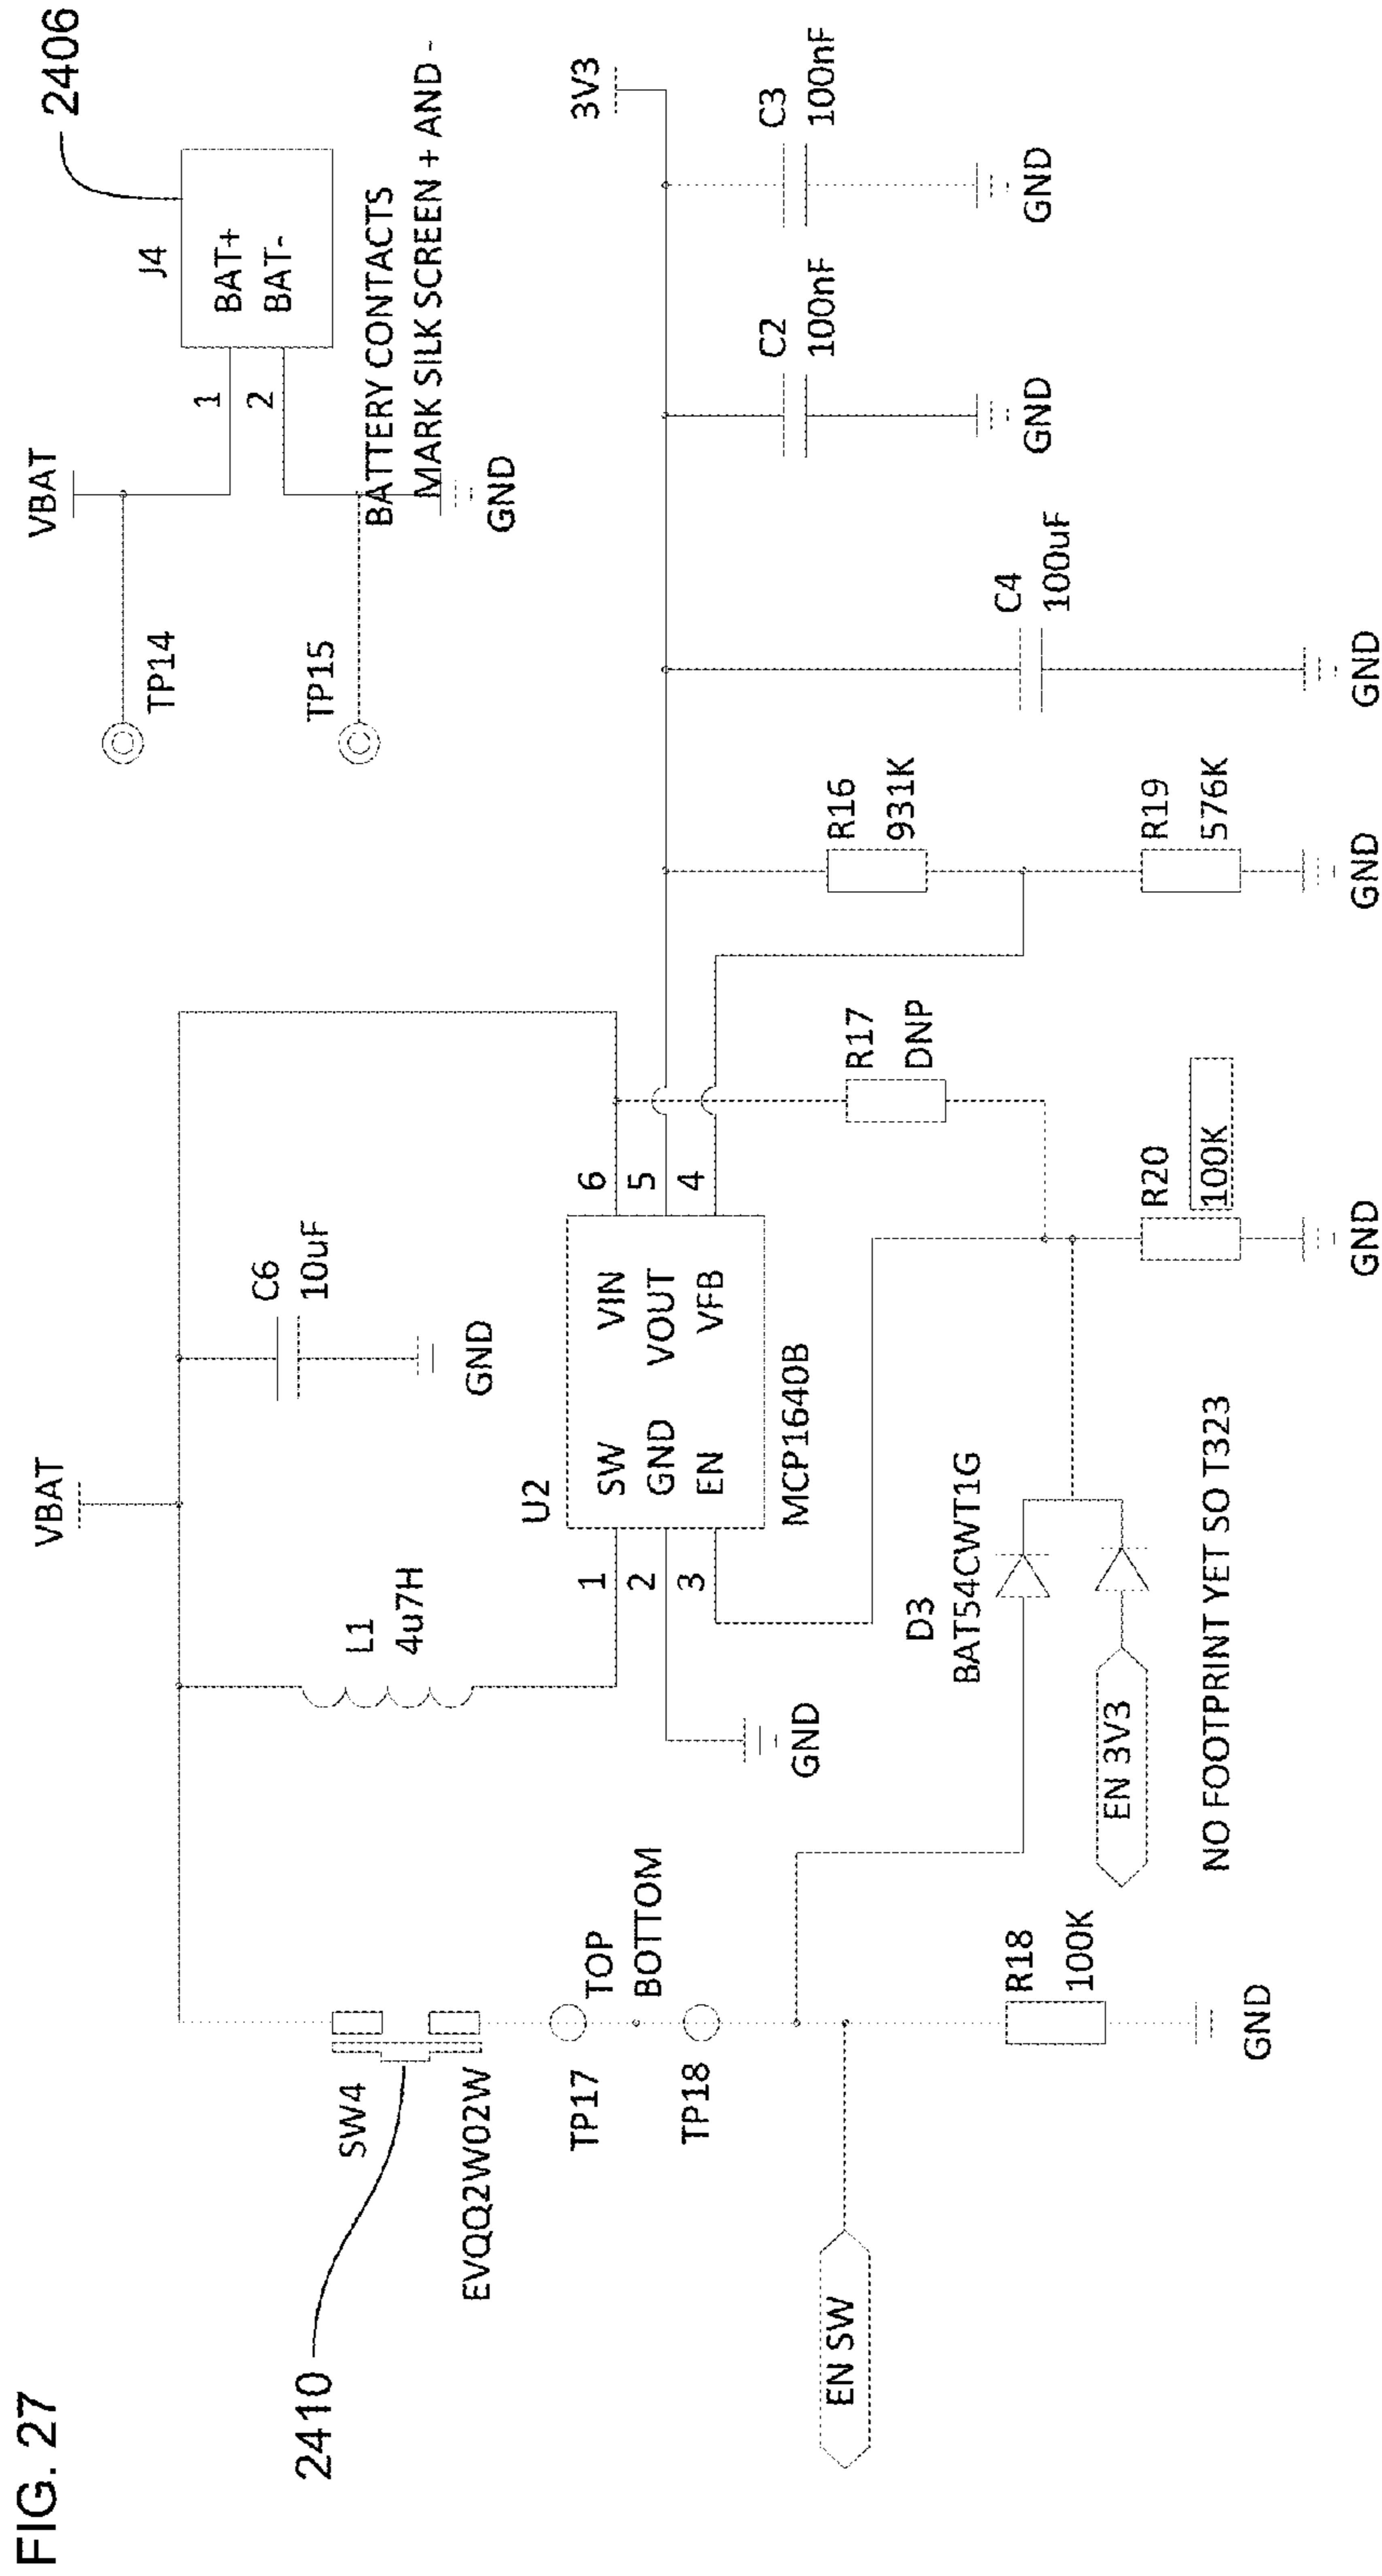 FIG. 27
2410
SW4
EVQQ2W02W
TP17
TOP
BOTTOM
TP18
EN SW
R18
100K
GND
VBAT
L1
4u7H
C6
10uF
GND
U2
1
2
3
SW
GND
EN
VIN
VOUT
VFB
6
5
4
MCP1640B
GND
D3
BAT54CWT1G
EN 3V3
NO FOOTPRINT YET SO T323
R17
DNP
R20
100K
GND
R16
931K
R19
576K
GND
C4
100uF
GND
C2
100nF
GND
C3
100nF
GND
3V3
VBAT
TP14
TP15
1
2
J4
BAT+
BAT-
2406
BATTERY CONTACTS
MARK SILK SCREEN + AND -
GND